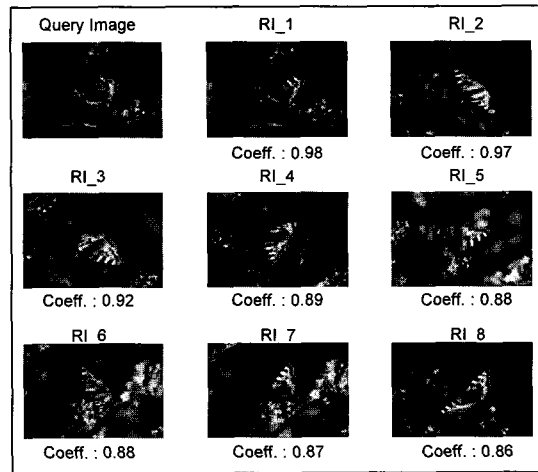 Query Image RI_1 RI_2
Coeff. : 0.98 Coeff. : 0.97
RI_3 RI_4 RI_5
Coeff. : 0.92 Coeff. : 0.89 Coeff. : 0.88
RI_6 RI_7 RI_8
Coeff. : 0.88 Coeff. : 0.87 Coeff. : 0.86